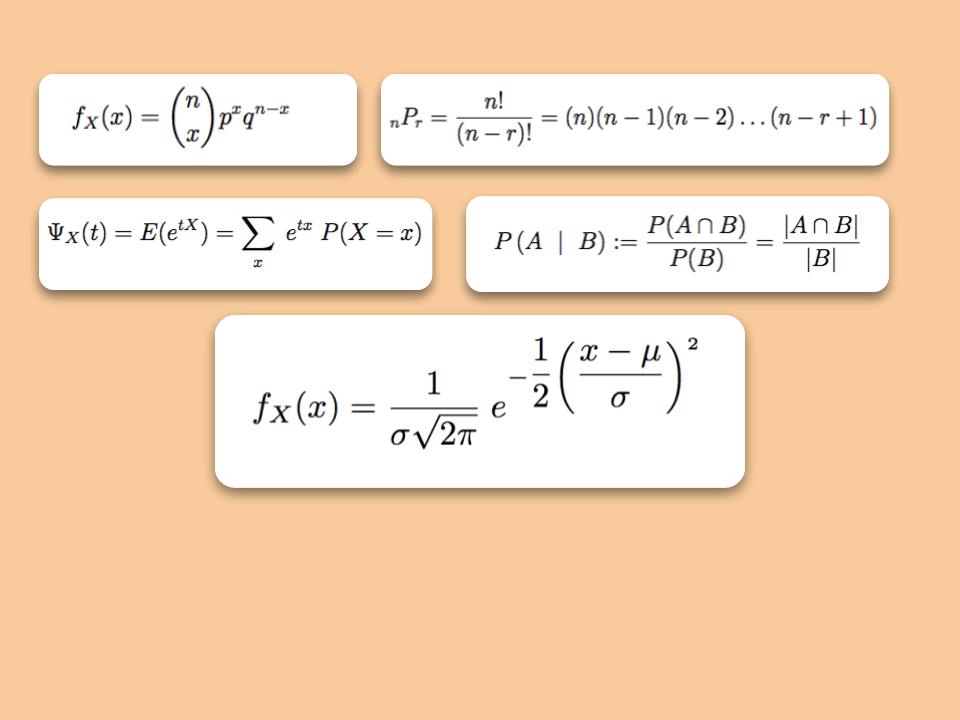 $f_X(x) = \binom{n}{x} p^x q^{n-x}$
${}_nP_r = \frac{n!}{(n-r)!} = (n)(n-1)(n-2)\ldots(n-r+1)$
$\Psi_X(t) = E(e^{tX}) = \sum_x e^{tx} \, P(X = x)$
$P(A \mid B) := \frac{P(A \cap B)}{P(B)} = \frac{|A \cap B|}{|B|}$
$f_X(x) = \frac{1}{\sigma\sqrt{2\pi}} \, e^{-\frac{1}{2}\left(\frac{x-\mu}{\sigma}\right)^2}$